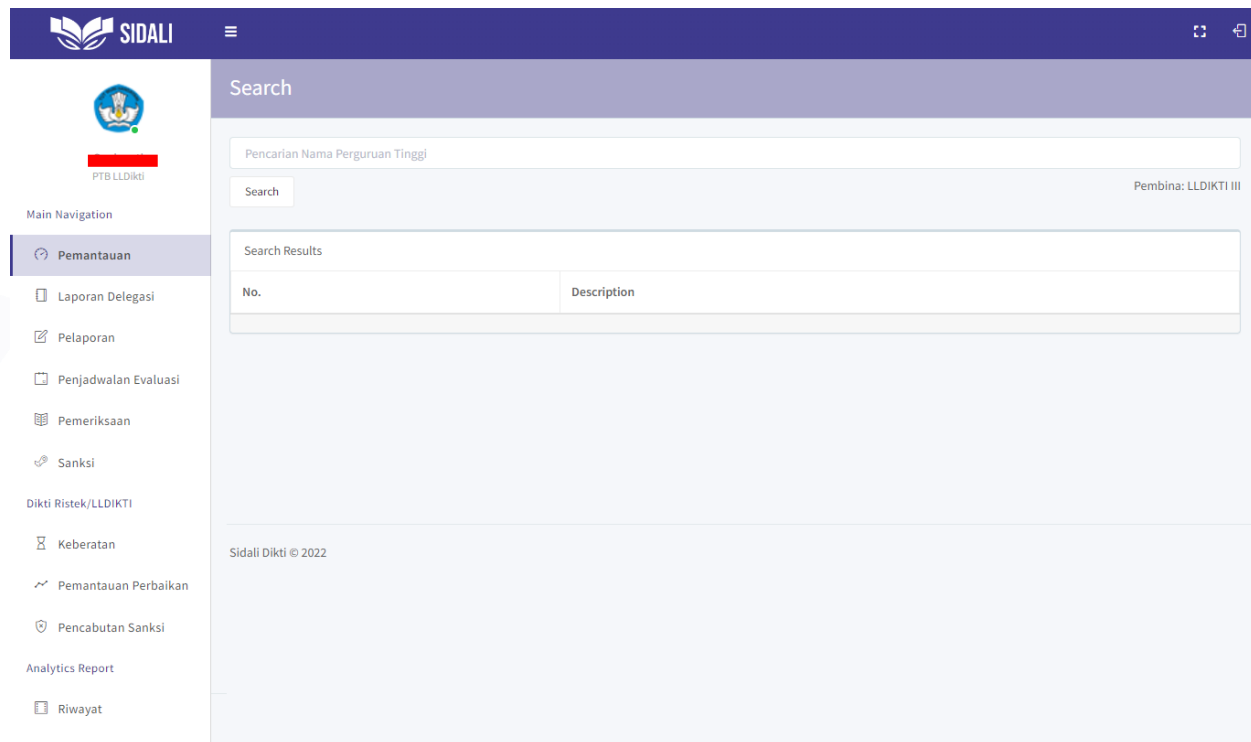 SIDALI
Search
PTB LLDikti
Pencarian Nama Perguruan Tinggi
Search
Pembina: LLDIKTI III
Main Navigation
Pemantauan
Laporan Delegasi
Pelaporan
Penjadwalan Evaluasi
Pemeriksaan
Sanksi
Dikti Ristek/LLDIKTI
Keberatan
Pemantauan Perbaikan
Pencabutan Sanksi
Analytics Report
Riwayat
Search Results
No. Description
Sidali Dikti © 2022